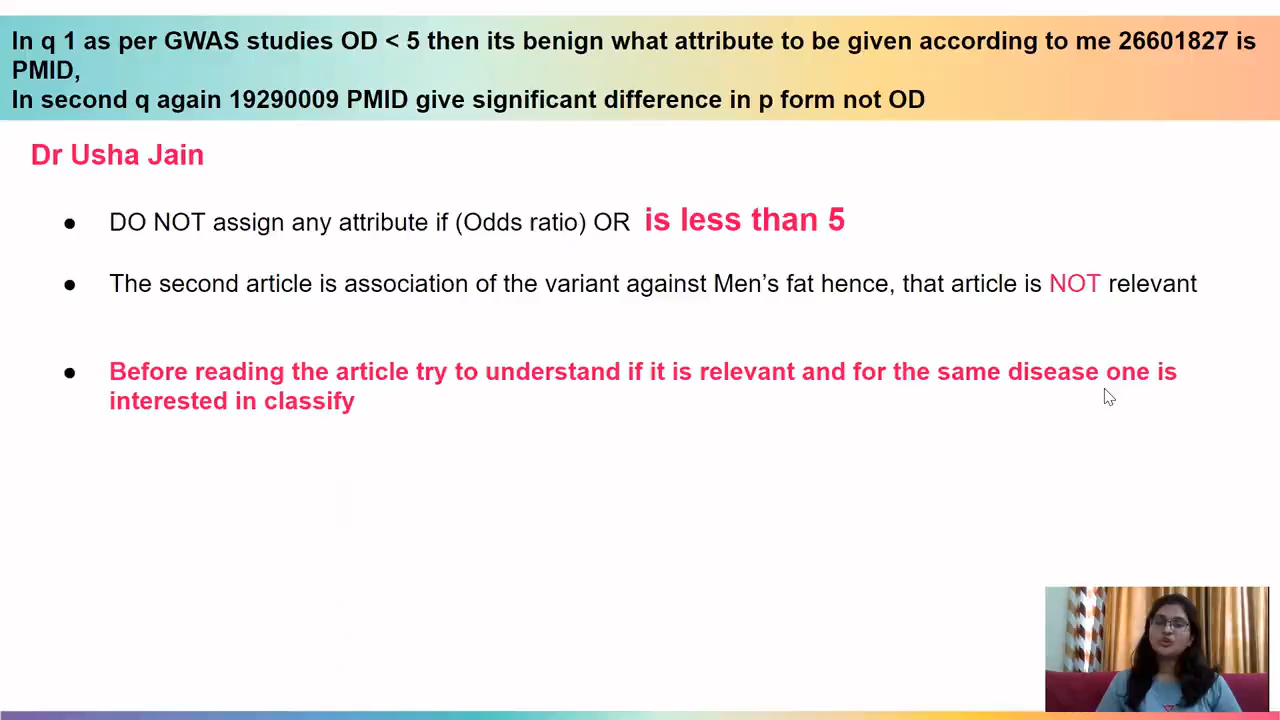 In q 1 as per GWAS studies OD < 5 then its benign what attribute to be given according to me 26601827 is
PMID,
In second q again 19290009 PMID give significant difference in p form not OD
Dr Usha Jain
● DO NOT assign any attribute if (Odds ratio) OR is less than 5
● The second article is association of the variant against Men’s fat hence, that article is NOT relevant
● Before reading the article try to understand if it is relevant and for the same disease one is
interested in classify